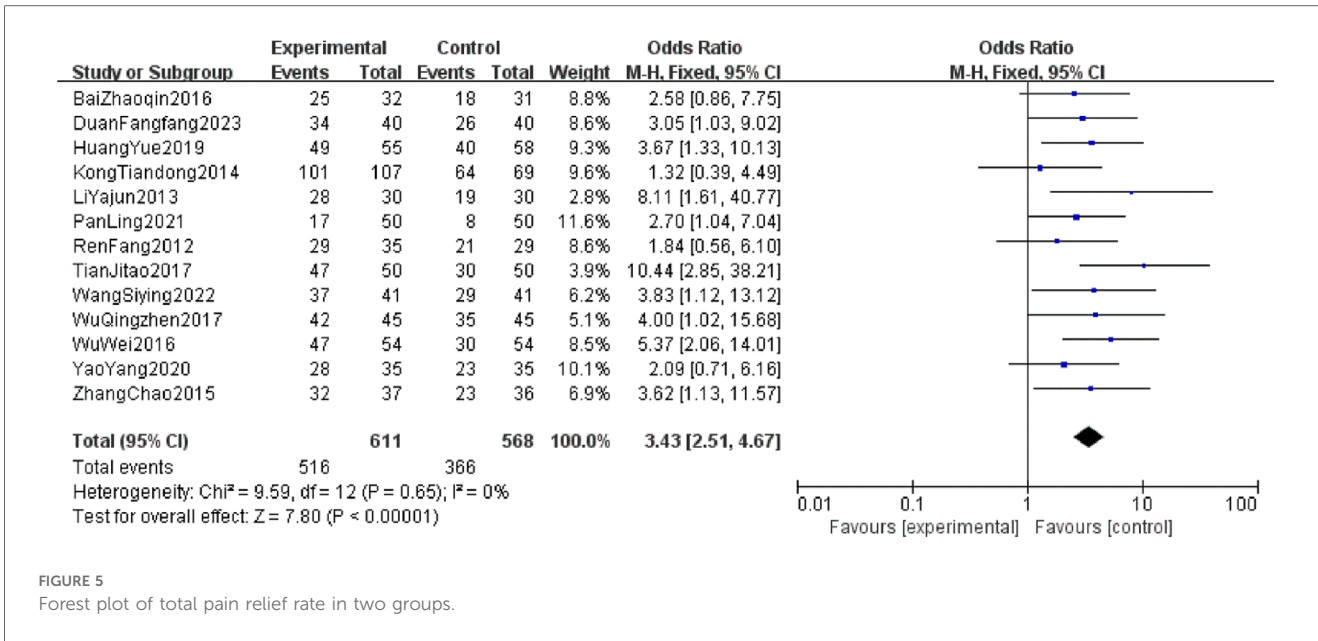 Experimental Control Odds Ratio Odds Ratio
Study or Subgroup Events Total Events Total Weight M-H, Fixed, 95% CI M-H, Fixed, 95% CI
BaiZhaoqin2016 25 32 18 31 8.8% 2.58 [0.86, 7.75]
DuanFangfang2023 34 40 26 40 8.6% 3.05 [1.03, 9.02]
HuangYue2019 49 55 40 58 9.3% 3.67 [1.33, 10.13]
KongTiandong2014 101 107 64 69 9.6% 1.32 [0.39, 4.49]
LiYajun2013 28 30 19 30 2.8% 8.11 [1.61, 40.77]
PanLing2021 17 50 8 50 11.6% 2.70 [1.04, 7.04]
RenFang2012 29 35 21 29 8.6% 1.84 [0.56, 6.10]
TianJitao2017 47 50 30 50 3.9% 10.44 [2.85, 38.21]
WangSiying2022 37 41 29 41 6.2% 3.83 [1.12, 13.12]
WuQingzhen2017 42 45 35 45 5.1% 4.00 [1.02, 15.68]
WuWei2016 47 54 30 54 8.5% 5.37 [2.06, 14.01]
YaoYang2020 28 35 23 35 10.1% 2.09 [0.71, 6.16]
ZhangChao2015 32 37 23 36 6.9% 3.62 [1.13, 11.57]
Total (95% CI) 611 568 100.0% 3.43 [2.51, 4.67]
Total events 516 366
Heterogeneity: Chi² = 9.59, df = 12 (P = 0.65); I² = 0%
Test for overall effect: Z = 7.80 (P < 0.00001)
0.01 0.1 1 10 100
Favours [experimental] Favours [control]
FIGURE 5
Forest plot of total pain relief rate in two groups.